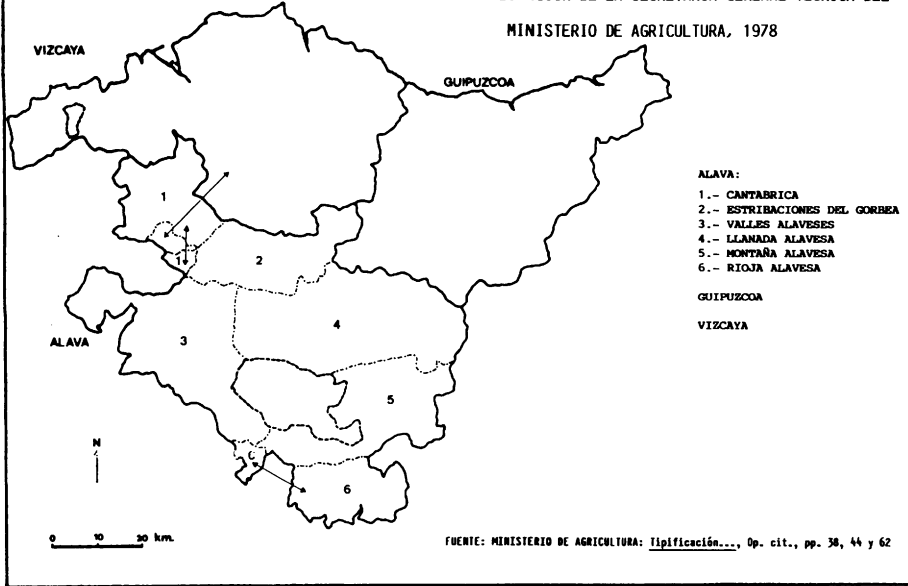 MINISTERIO DE AGRICULTURA, 1978
VIZCAYA
GUIPUZCOA
ALAVA:
1.- CANTABRICA
2.- ESTRIBACIONES DEL GORBEA
3.- VALLES ALAVESES
4.- LLANADA ALAVESA
5.- MONTAÑA ALAVESA
6.- RIOJA ALAVESA
GUIPUZCOA
VIZCAYA
1
1
2
3
4
ALAVA
5
6
6
N
0 10 20 km.
FUENTE: MINISTERIO DE AGRICULTURA: Tipificación..., Op. cit., pp. 38, 44 y 62